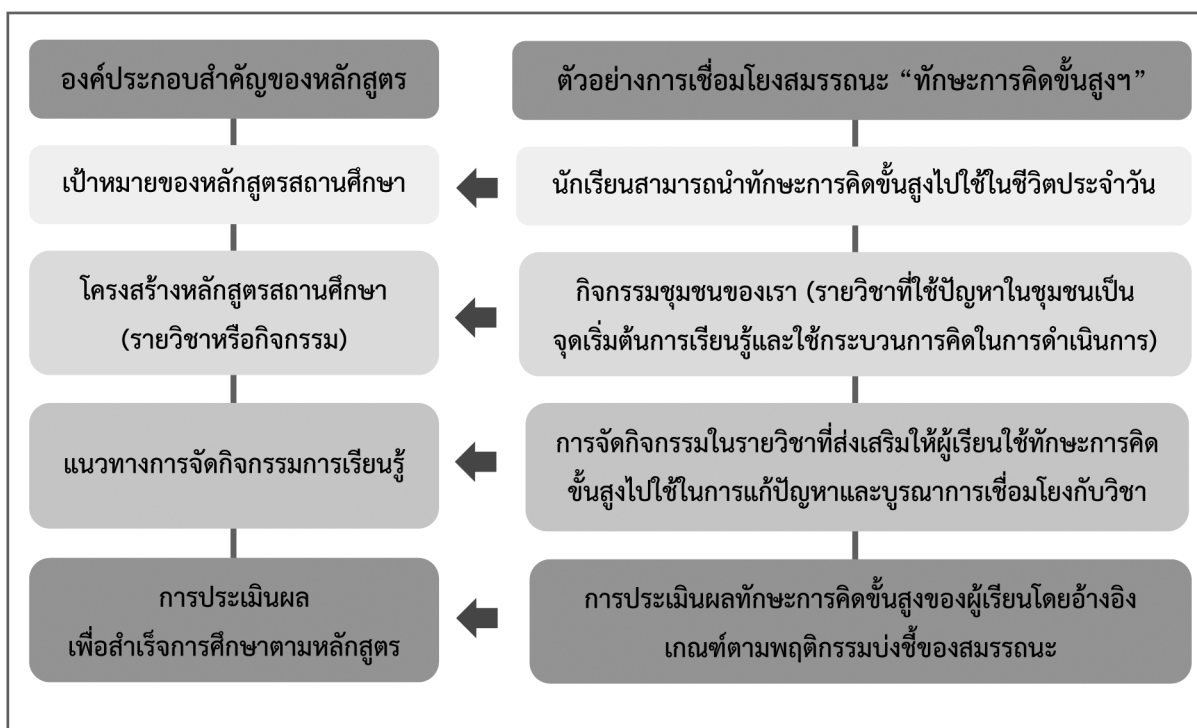 องค์ประกอบสำคัญของหลักสูตร
ตัวอย่างการเชื่อมโยงสมรรถนะ “ทักษะการคิดขั้นสูงฯ”
เป้าหมายของหลักสูตรสถานศึกษา
นักเรียนสามารถนำทักษะการคิดขั้นสูงไปใช้ในชีวิตประจำวัน
โครงสร้างหลักสูตรสถานศึกษา
(รายวิชาหรือกิจกรรม)
กิจกรรมชุมชนของเรา (รายวิชาที่ใช้ปัญหาในชุมชนเป็น
จุดเริ่มต้นการเรียนรู้และใช้กระบวนการคิดในการดำเนินการ)
แนวทางการจัดกิจกรรมการเรียนรู้
การจัดกิจกรรมในรายวิชาที่ส่งเสริมให้ผู้เรียนใช้ทักษะการคิด
ขั้นสูงไปใช้ในการแก้ปัญหาและบูรณาการเชื่อมโยงกับวิชา
การประเมินผล
เพื่อสำเร็จการศึกษาตามหลักสูตร
การประเมินผลทักษะการคิดขั้นสูงของผู้เรียนโดยอ้างอิง
เกณฑ์ตามพฤติกรรมบ่งชี้ของสมรรถนะ